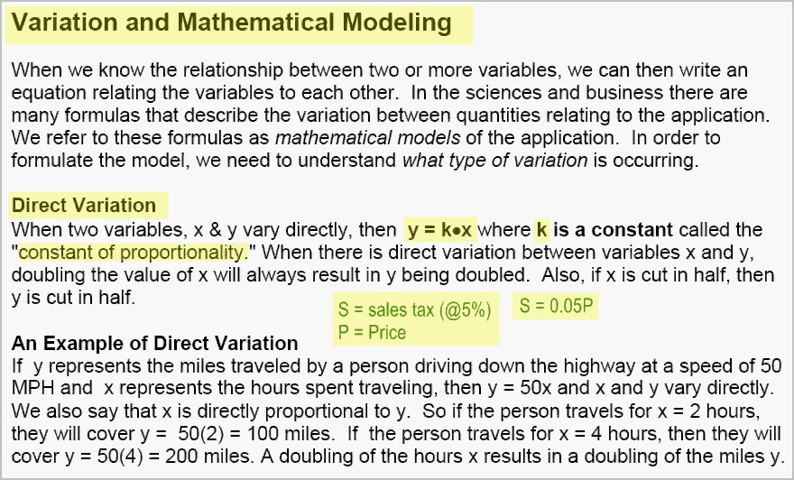 Variation and Mathematical Modeling
When we know the relationship between two or more variables, we can then write an
equation relating the variables to each other. In the sciences and business there are
many formulas that describe the variation between quantities relating to the application.
We refer to these formulas as mathematical models of the application. In order to
formulate the model, we need to understand what type of variation is occurring.
Direct Variation
When two variables, x & y vary directly, then y = k•x where k is a constant called the
"constant of proportionality." When there is direct variation between variables x and y,
doubling the value of x will always result in y being doubled. Also, if x is cut in half, then
y is cut in half.
S = sales tax (@5%) S = 0.05P
P = Price
An Example of Direct Variation
If y represents the miles traveled by a person driving down the highway at a speed of 50
MPH and x represents the hours spent traveling, then y = 50x and x and y vary directly.
We also say that x is directly proportional to y. So if the person travels for x = 2 hours,
they will cover y = 50(2) = 100 miles. If the person travels for x = 4 hours, then they will
cover y = 50(4) = 200 miles. A doubling of the hours x results in a doubling of the miles y.